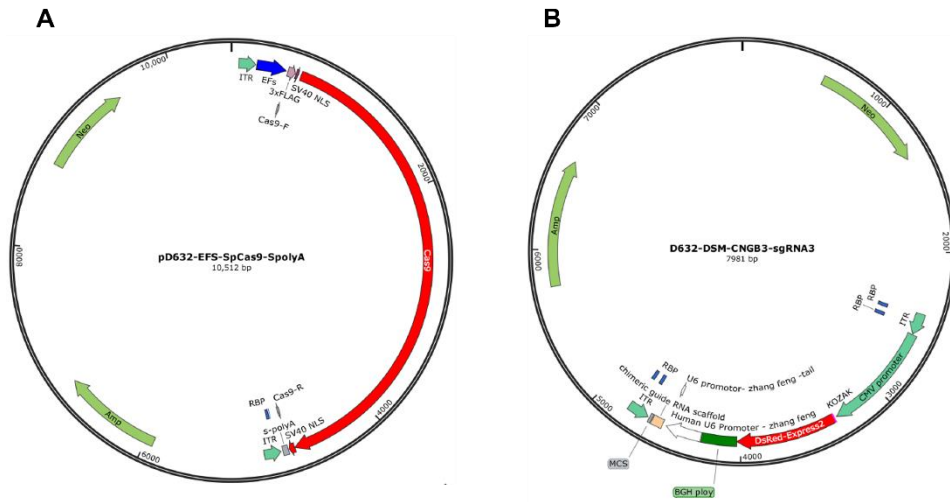 A
10,000
ITR
EFs
3xFLAG
SV40 NLS
Cas9-F
2000
Cas9
Neo
pD632-EFS-SpCas9-SpolyA
10,512 bp
8000
Amp
6000
RBP
Cas9-R
s-polyA
ITR
SV40 NLS
4000
B
1000
Neo
7000
Amp
D632-DSM-CNGB3-sgRNA3
7981 bp
2000
6000
RBP
RBP
ITR
CMV promoter
3000
KOZAK
DsRed-Express2
4000
BGH ploy
Human U6 Promoter - zhang feng
U6 promotor- zhang feng -tail
RBP
chimeric guide RNA scaffold
ITR
5000
MCS